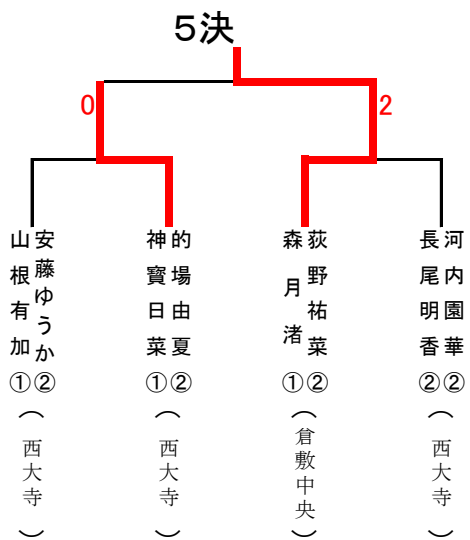 5決
0
2
安藤ゆうか②
山根有加①
（西大寺）
的場由夏②
神寳日菜①
（西大寺）
荻野祐菜②
森月渚①
（倉敷中央）
河内園華②
長尾明香②
（西大寺）